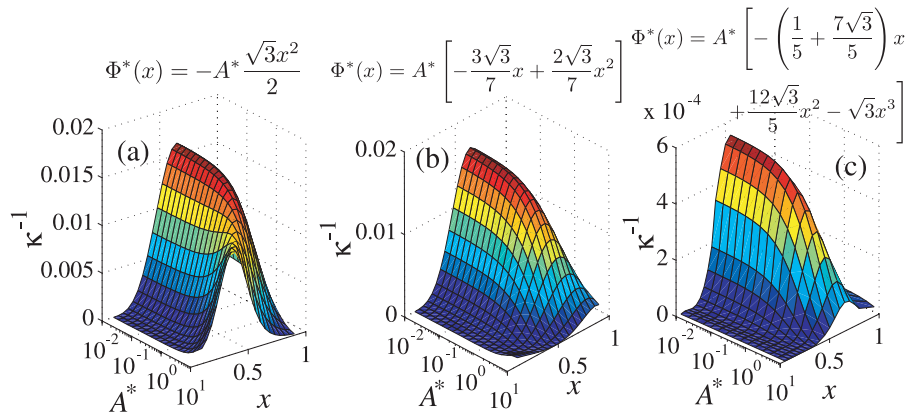 Φ*(x) = −A* √3x²/2
0.02
0.015
0.01
0.005
0
κ⁻¹
(a)
10⁻²
10⁻¹
10⁰
10¹
A*
0.5
1
x
Φ*(x) = A* [−3√3/7 x + 2√3/7 x²]
0.02
0.01
0
κ⁻¹
(b)
10⁻²
10⁻¹
10⁰
10¹
A*
0.5
1
x
Φ*(x) = A* [−(1/5 + 7√3/5) x
+ 12√3/5 x² − √3x³]
x 10⁻⁴
6
4
2
0
κ⁻¹
(c)
10⁻²
10⁻¹
10⁰
10¹
A*
0.5
1
x